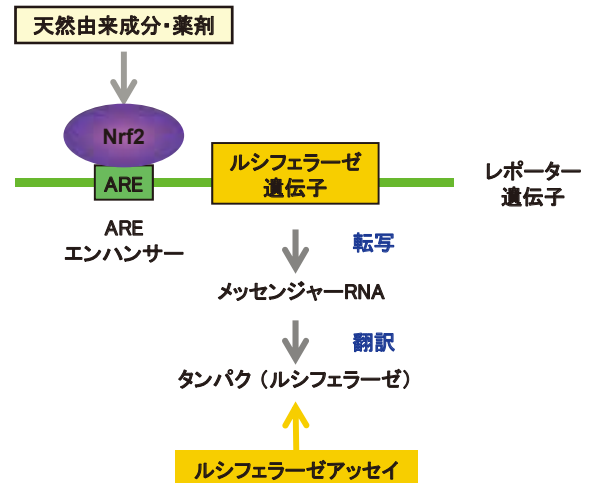 天然由来成分・薬剤
Nrf2
ARE
ルシフェラーゼ
遺伝子
レポーター
遺伝子
ARE
エンハンサー
転写
メッセンジャーRNA
翻訳
タンパク（ルシフェラーゼ）
ルシフェラーゼアッセイ